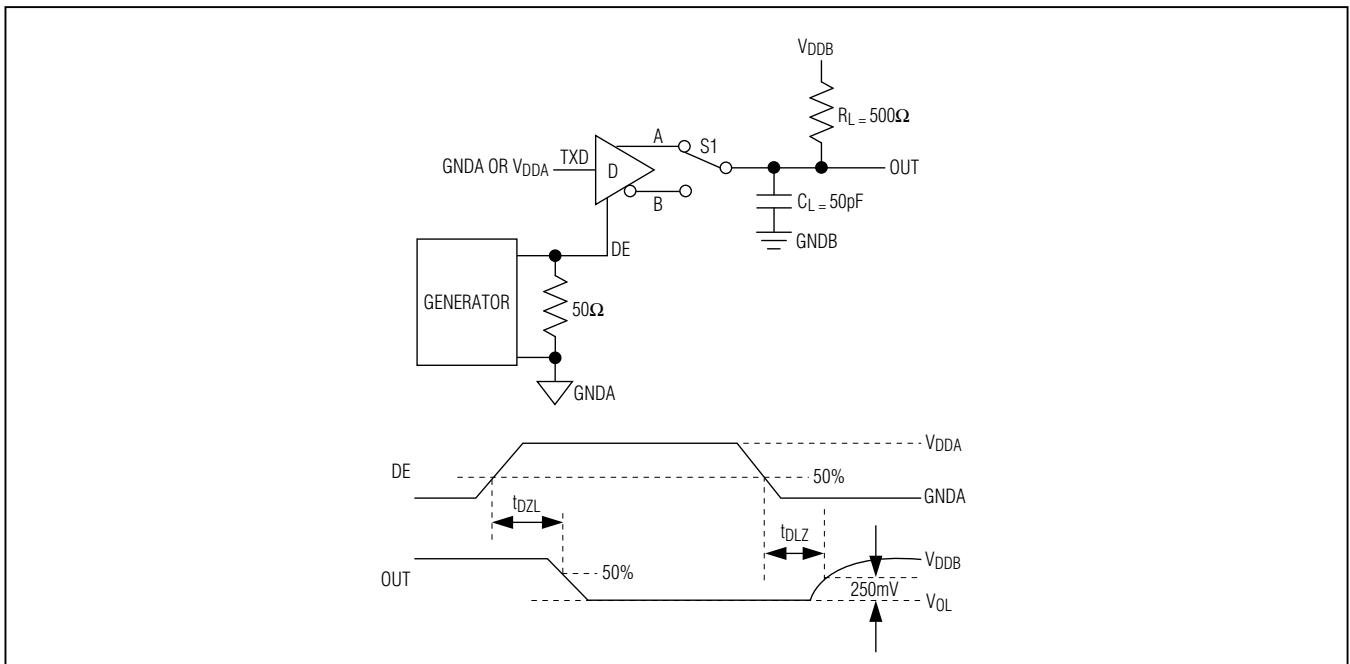 VDDB
RL = 500Ω
A
S1
GNDA OR VDDA
TXD
D
OUT
B
CL = 50pF
GNDB
DE
GENERATOR
50Ω
GNDA
VDDA
DE
50%
GNDA
tDZL
tDLZ
VDDB
OUT
50%
250mV
VOL